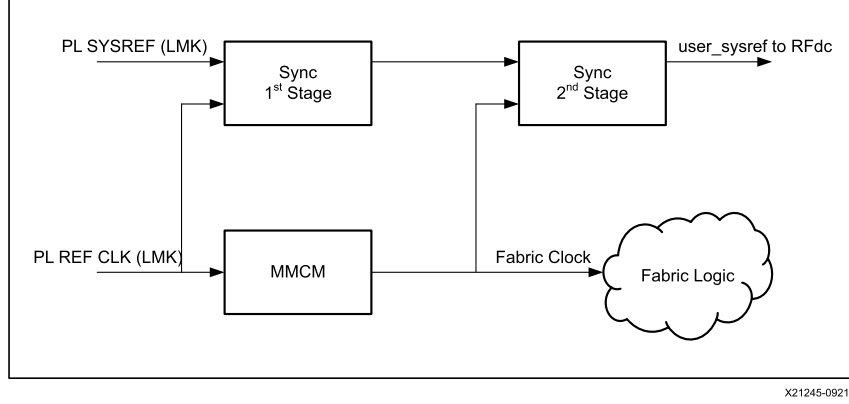 PL SYSREF (LMK)
Sync
1st Stage
Sync
2nd Stage
user_sysref to RFdc
PL REF CLK (LMK)
MMCM
Fabric Clock
Fabric Logic
X21245-0921